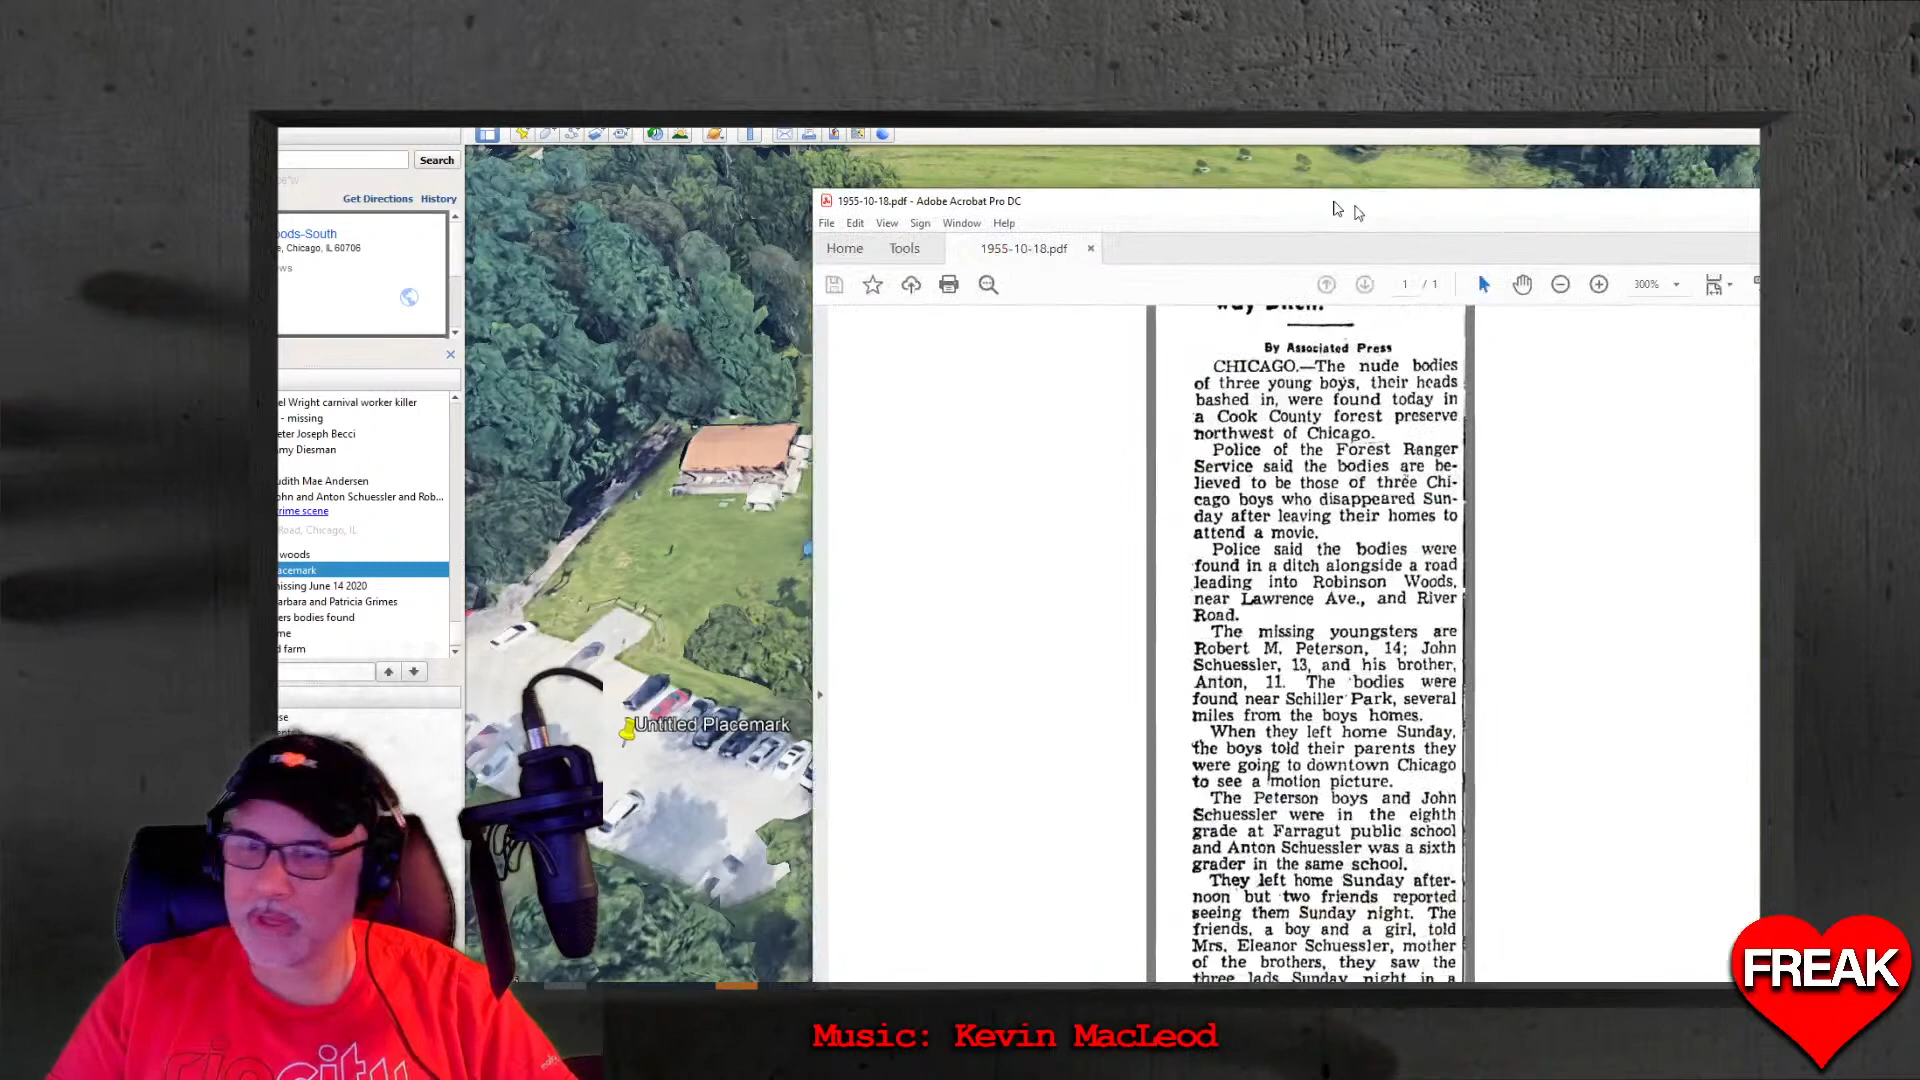 Search
Get Directions History
oods-South
e, Chicago, IL 60706
ews
el Wright carnival worker killer
- missing
eter Joseph Becci
my Diesman
udith Mae Andersen
ohn and Anton Schuessler and Rob...
rime scene
Road, Chicago, IL
woods
acemark
issing June 14 2020
arbara and Patricia Grimes
ers bodies found
me
d farm
Untitled Placemark
1955-10-18.pdf - Adobe Acrobat Pro DC
File Edit View Sign Window Help
Home Tools 1955-10-18.pdf
1 / 1 300%
way Ditch.
By Associated Press
CHICAGO.—The nude bodies
of three young boys, their heads
bashed in, were found today in
a Cook County forest preserve
northwest of Chicago.
Police of the Forest Ranger
Service said the bodies are be-
lieved to be those of three Chi-
cago boys who disappeared Sun-
day after leaving their homes to
attend a movie.
Police said the bodies were
found in a ditch alongside a road
leading into Robinson Woods,
near Lawrence Ave., and River
Road.
The missing youngsters are
Robert M. Peterson, 14; John
Schuessler, 13, and his brother,
Anton, 11. The bodies were
found near Schiller Park, several
miles from the boys homes.
When they left home Sunday,
the boys told their parents they
were going to downtown Chicago
to see a motion picture.
The Peterson boys and John
Schuessler were in the eighth
grade at Farragut public school
and Anton Schuessler was a sixth
grader in the same school.
They left home Sunday after-
noon but two friends reported
seeing them Sunday night. The
friends, a boy and a girl, told
Mrs. Eleanor Schuessler, mother
of the brothers, they saw the
three lads Sunday night in a
FREAK
Music: Kevin MacLeod